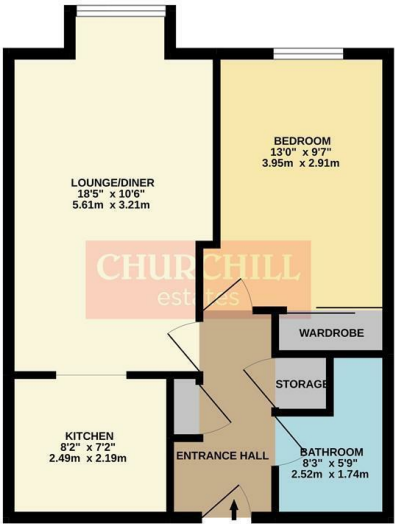 LOUNGE/DINER
18'5" x 10'6"
5.61m x 3.21m
BEDROOM
13'0" x 9'7"
3.95m x 2.91m
CHURCHILL
estates
WARDROBE
STORAGE
KITCHEN
8'2" x 7'2"
2.49m x 2.19m
ENTRANCE HALL
BATHROOM
8'3" x 5'9"
2.52m x 1.74m